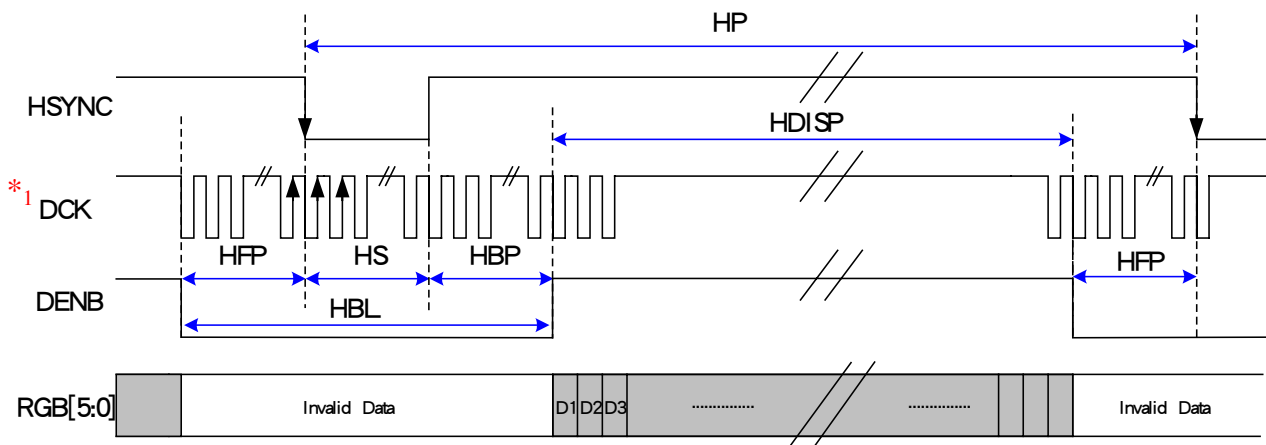 HP
HSYNC
HDISP
*1 DCK
HFP
HS
HBP
HFP
DENB
HBL
RGB[5:0]
Invalid Data
D1
D2
D3
...............
...............
Invalid Data